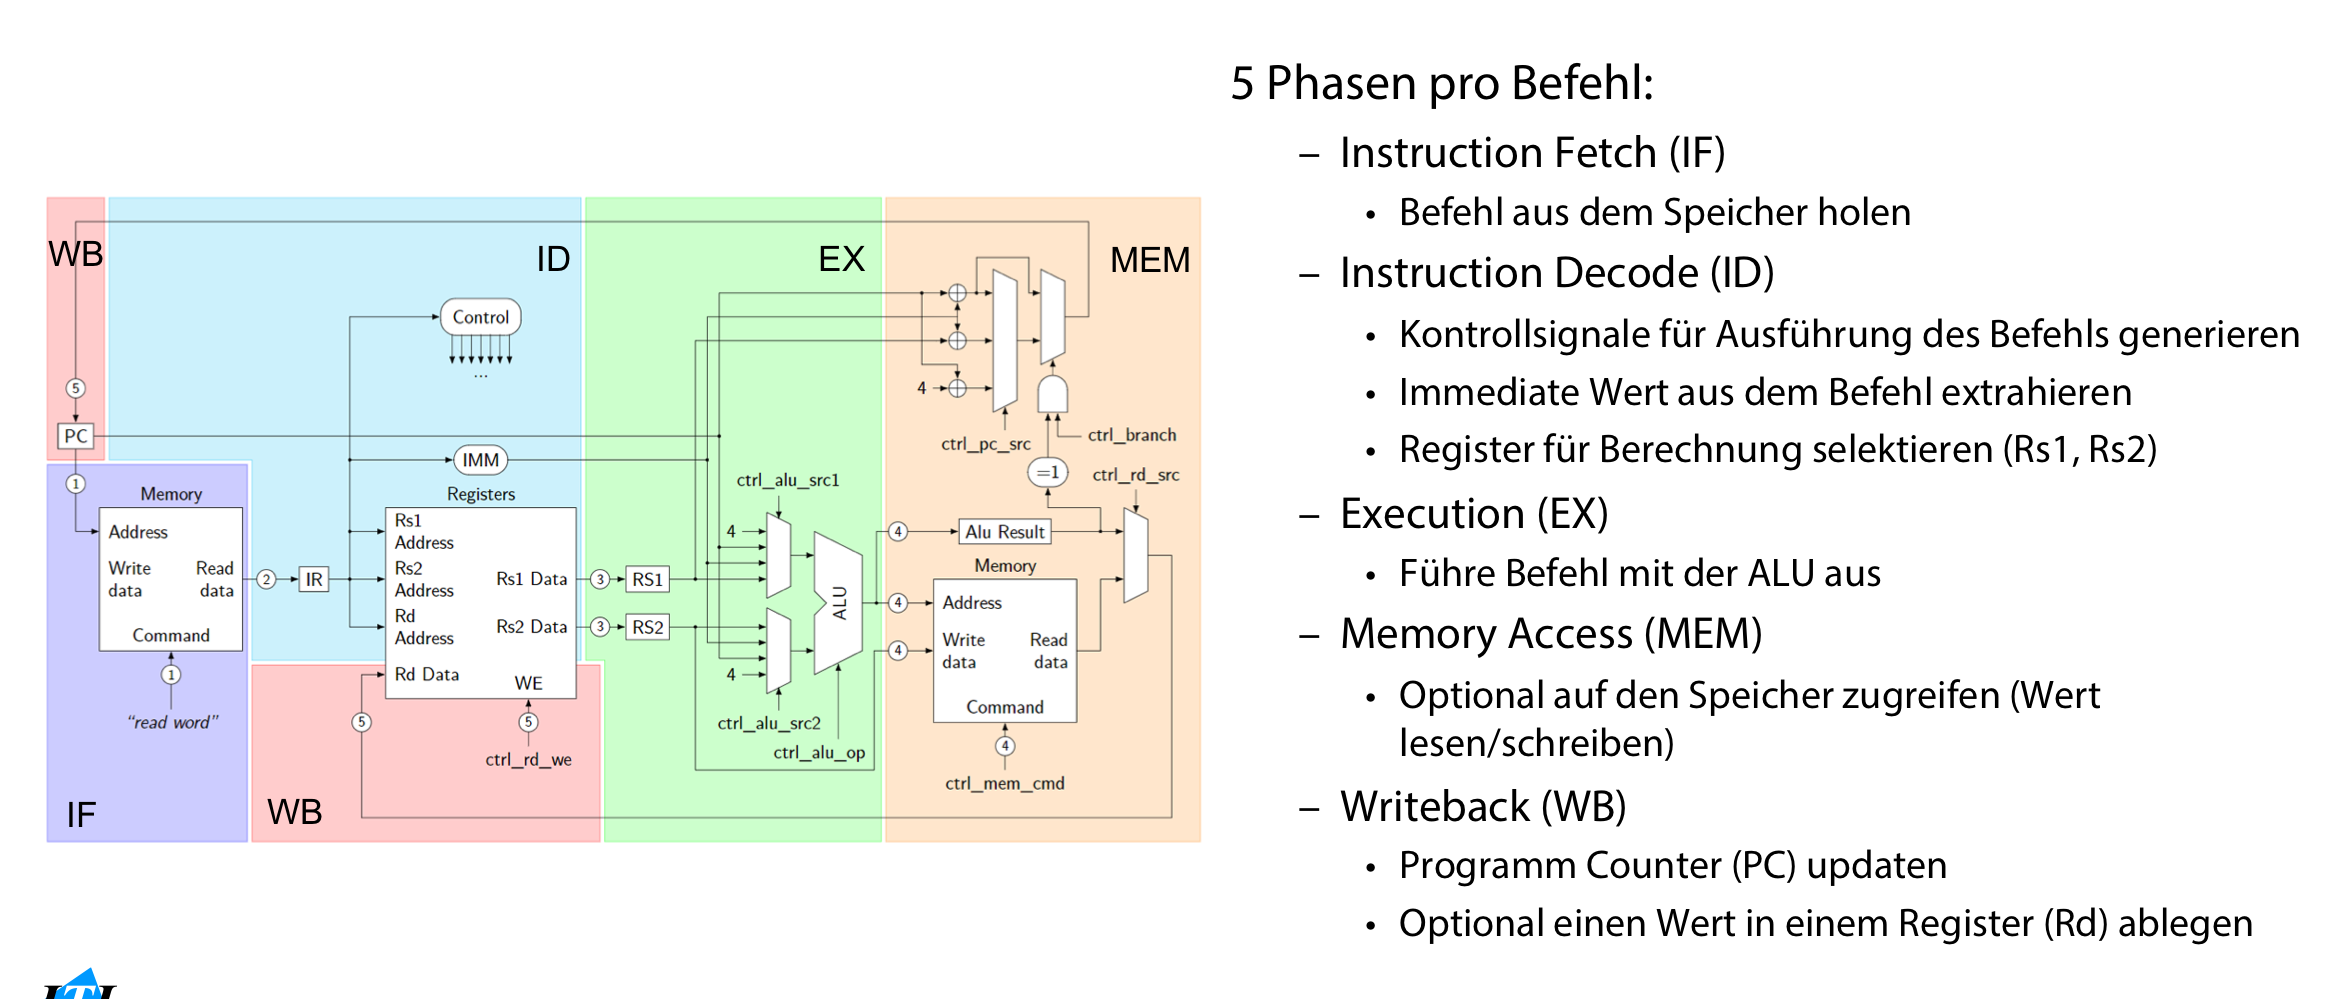 WB
ID
EX
MEM
Control
...
5
PC
4
ctrl_pc_src
ctrl_branch
IMM
=1
ctrl_rd_src
1
Memory
Registers
ctrl_alu_src1
Address
Write
data
Read
data
Command
1
"read word"
2
IR
Rs1
Address
Rs2
Address
Rd
Address
Rd Data
Rs1 Data
Rs2 Data
WE
3
RS1
3
RS2
4
4
ALU
4
Alu Result
Memory
4
Address
4
Write
data
Read
data
Command
4
ctrl_mem_cmd
5
5
ctrl_rd_we
ctrl_alu_src2
ctrl_alu_op
IF
WB
5 Phasen pro Befehl:
– Instruction Fetch (IF)
• Befehl aus dem Speicher holen
– Instruction Decode (ID)
• Kontrollsignale für Ausführung des Befehls generieren
• Immediate Wert aus dem Befehl extrahieren
• Register für Berechnung selektieren (Rs1, Rs2)
– Execution (EX)
• Führe Befehl mit der ALU aus
– Memory Access (MEM)
• Optional auf den Speicher zugreifen (Wert
lesen/schreiben)
– Writeback (WB)
• Programm Counter (PC) updaten
• Optional einen Wert in einem Register (Rd) ablegen